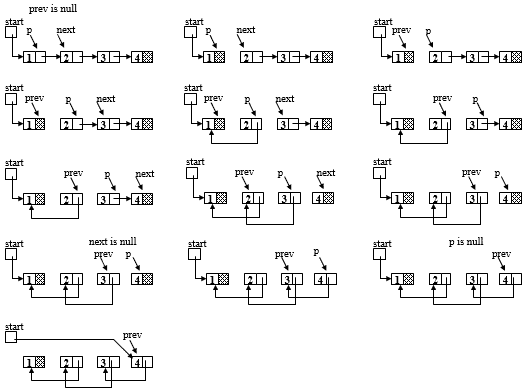 prev is null
start start start
p next p next prev p
1 2 3 4 1 2 3 4 1 2 3 4
start start start
prev p next prev p next prev p
1 2 3 4 1 2 3 4 1 2 3 4
start start start
prev p next prev p next prev p
1 2 3 4 1 2 3 4 1 2 3 4
next is null p is null
start start start
prev p prev p prev
1 2 3 4 1 2 3 4 1 2 3 4
start
prev
1 2 3 4